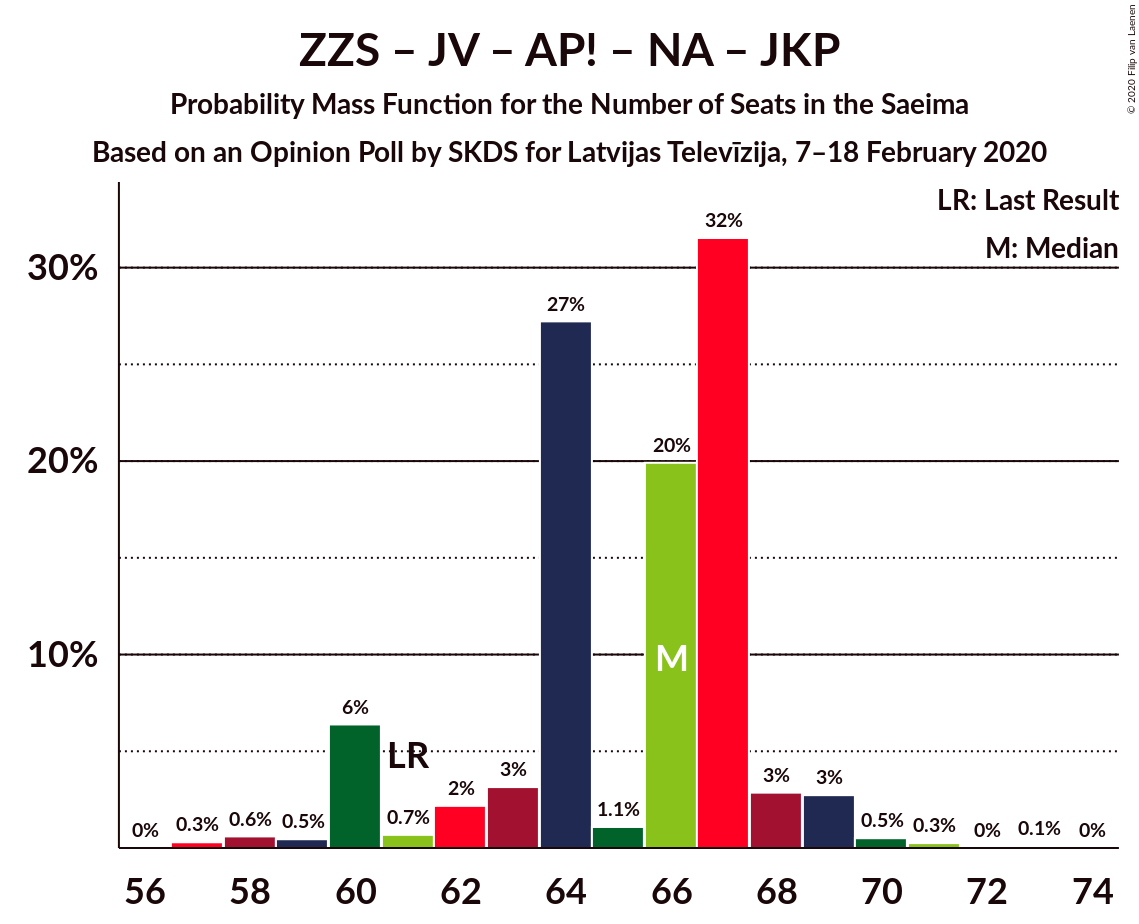 ZZS – JV – AP! – NA – JKP
Probability Mass Function for the Number of Seats in the Saeima
Based on an Opinion Poll by SKDS for Latvijas Televīzija, 7–18 February 2020
© 2020 Filip van Laenen
LR: Last Result
M: Median
30%
20%
10%
0%
0.3%
0.6%
0.5%
6%
0.7%
2%
3%
27%
1.1%
20%
32%
3%
3%
0.5%
0.3%
0%
0.1%
0%
LR
M
56 58 60 62 64 66 68 70 72 74